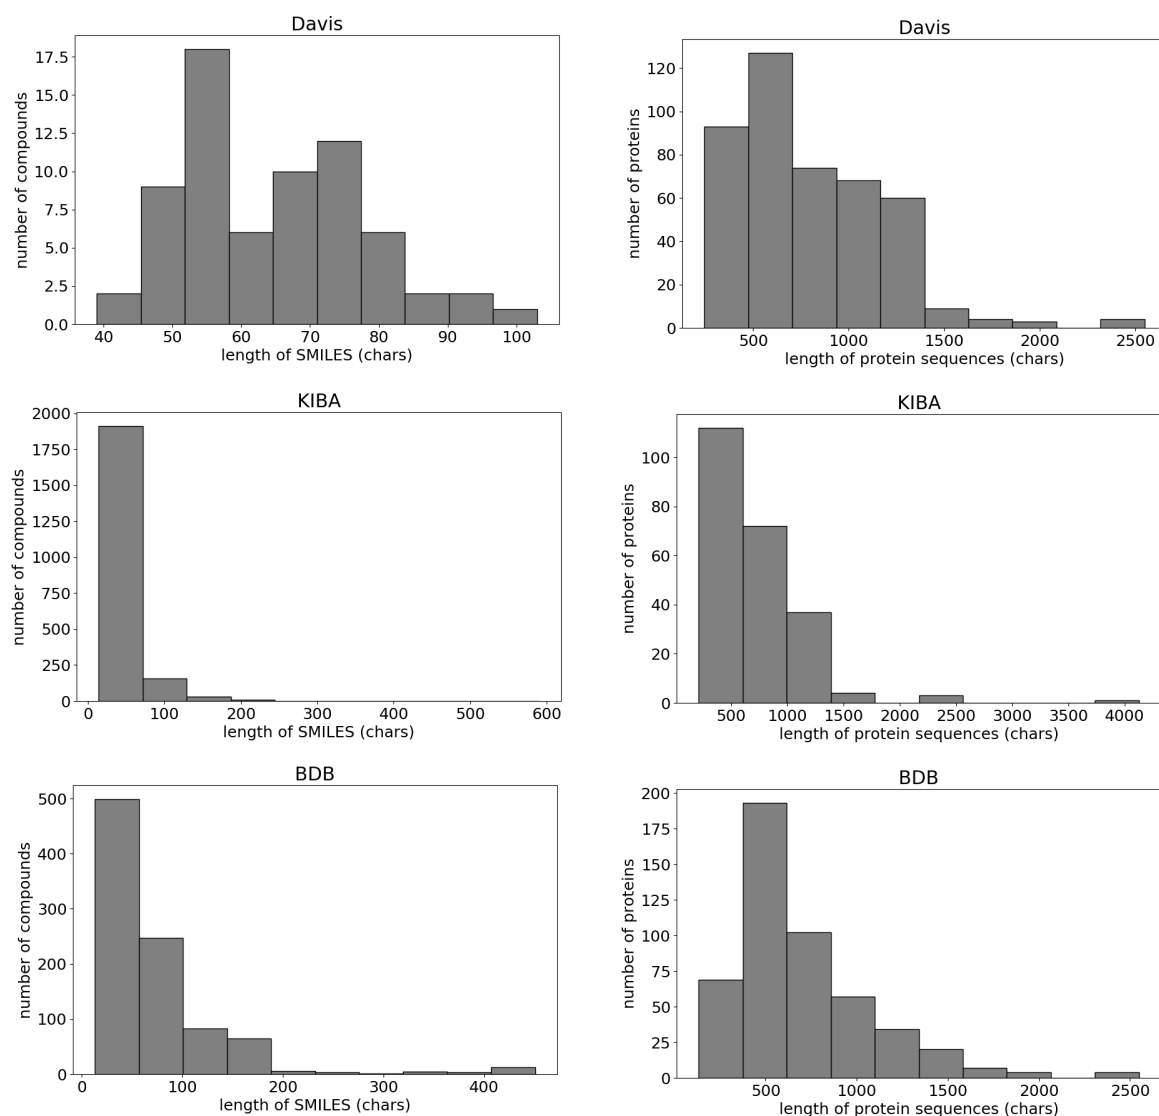 Davis
17.5
15.0
12.5
10.0
7.5
5.0
2.5
0.0
number of compounds
40 50 60 70 80 90 100
length of SMILES (chars)
Davis
120
100
80
60
40
20
0
number of proteins
500 1000 1500 2000 2500
length of protein sequences (chars)
KIBA
2000
1750
1500
1250
1000
750
500
250
0
number of compounds
0 100 200 300 400 500 600
length of SMILES (chars)
KIBA
100
80
60
40
20
0
number of proteins
500 1000 1500 2000 2500 3000 3500 4000
length of protein sequences (chars)
BDB
500
400
300
200
100
0
number of compounds
0 100 200 300 400
length of SMILES (chars)
BDB
200
175
150
125
100
75
50
25
0
number of proteins
500 1000 1500 2000 2500
length of protein sequences (chars)